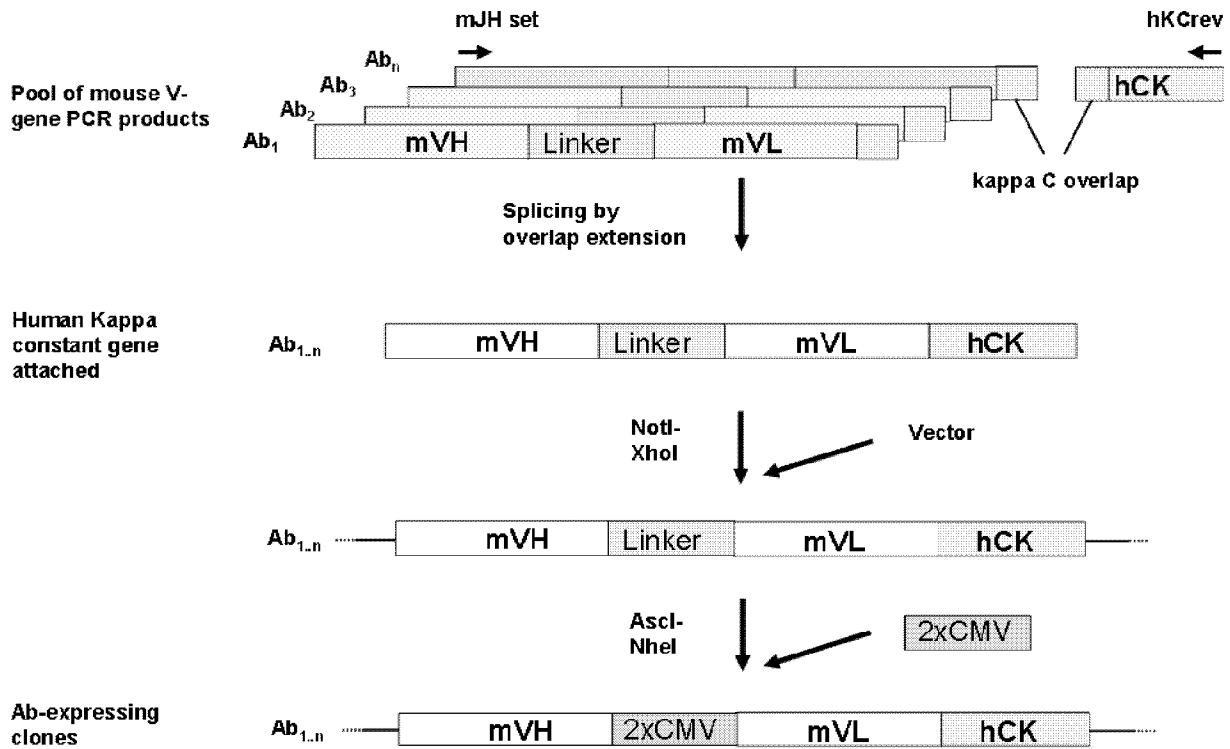 mJH set
hKCrev
Abn
Ab3
Ab2
Ab1
Pool of mouse V-
gene PCR products
hCK
mVH
Linker
mVL
kappa C overlap
Splicing by
overlap extension
Human Kappa
constant gene
attached
Ab1..n
mVH
Linker
mVL
hCK
NotI-
XhoI
Vector
Ab1..n
mVH
Linker
mVL
hCK
AscI-
NheI
2xCMV
Ab-expressing
clones
Ab1..n
mVH
2xCMV
mVL
hCK